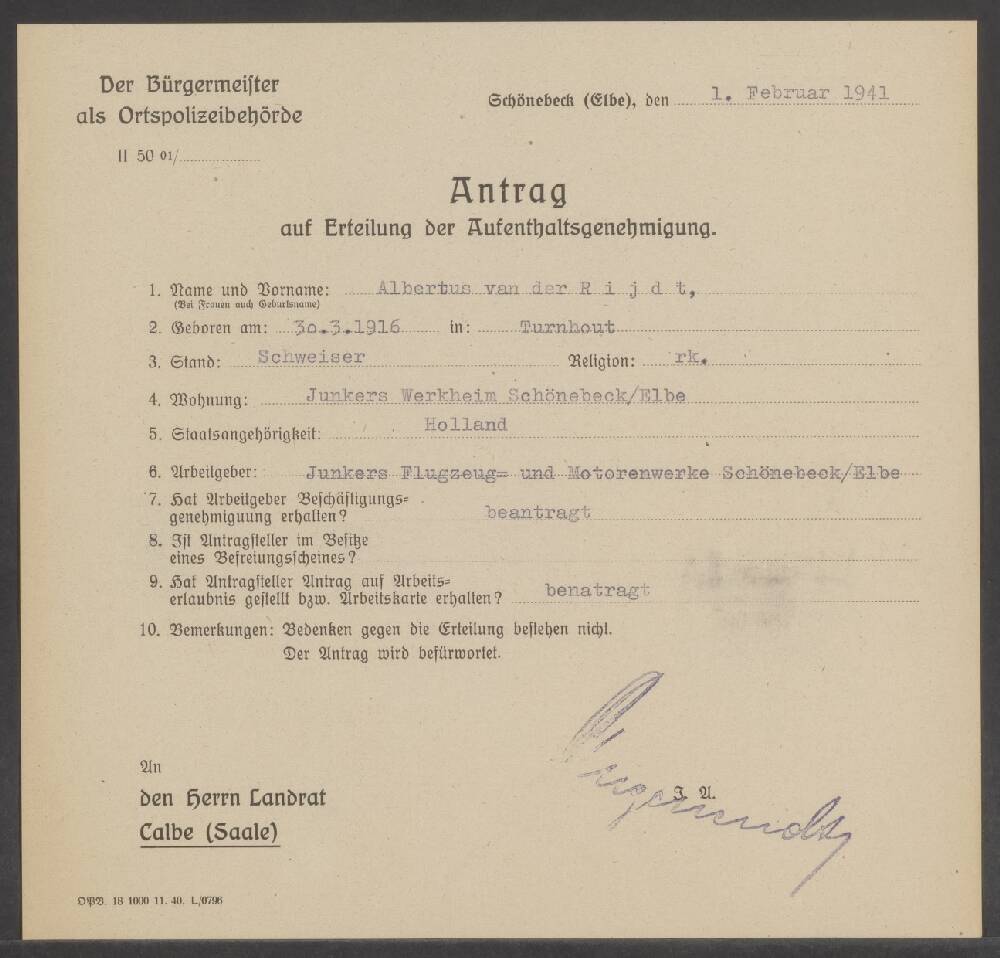 Der Bürgermeister
als Ortspolizeibehörde
II 50 01/
Schönebeck (Elbe), den 1. Februar 1941
Antrag
auf Erteilung der Aufenthaltsgenehmigung.
1. Name und Vorname: Albertus van der R i j d t,
(Bei Frauen auch Geburtsname)
2. Geboren am: 30.3.1916 in: Turnhout
3. Stand: Schweiser Religion: rk.
4. Wohnung: Junkers Werkheim Schönebeck/Elbe
5. Staatsangehörigkeit: Holland
6. Arbeitgeber: Junkers Flugzeug= und Motorenwerke Schönebeck/Elbe
7. Hat Arbeitgeber Beschäftigungs=
genehmiguung erhalten? beantragt
8. Ist Antragsteller im Besitze
eines Befreiungsscheines?
9. Hat Antragsteller Antrag auf Arbeits=
erlaubnis gestellt bzw. Arbeitskarte erhalten? benatragt
10. Bemerkungen: Bedenken gegen die Erteilung bestehen nicht.
Der Antrag wird befürwortet.
An
den Herrn Landrat
Calbe (Saale)
J. A.
DPB. 18 1000 11. 40. L/0796